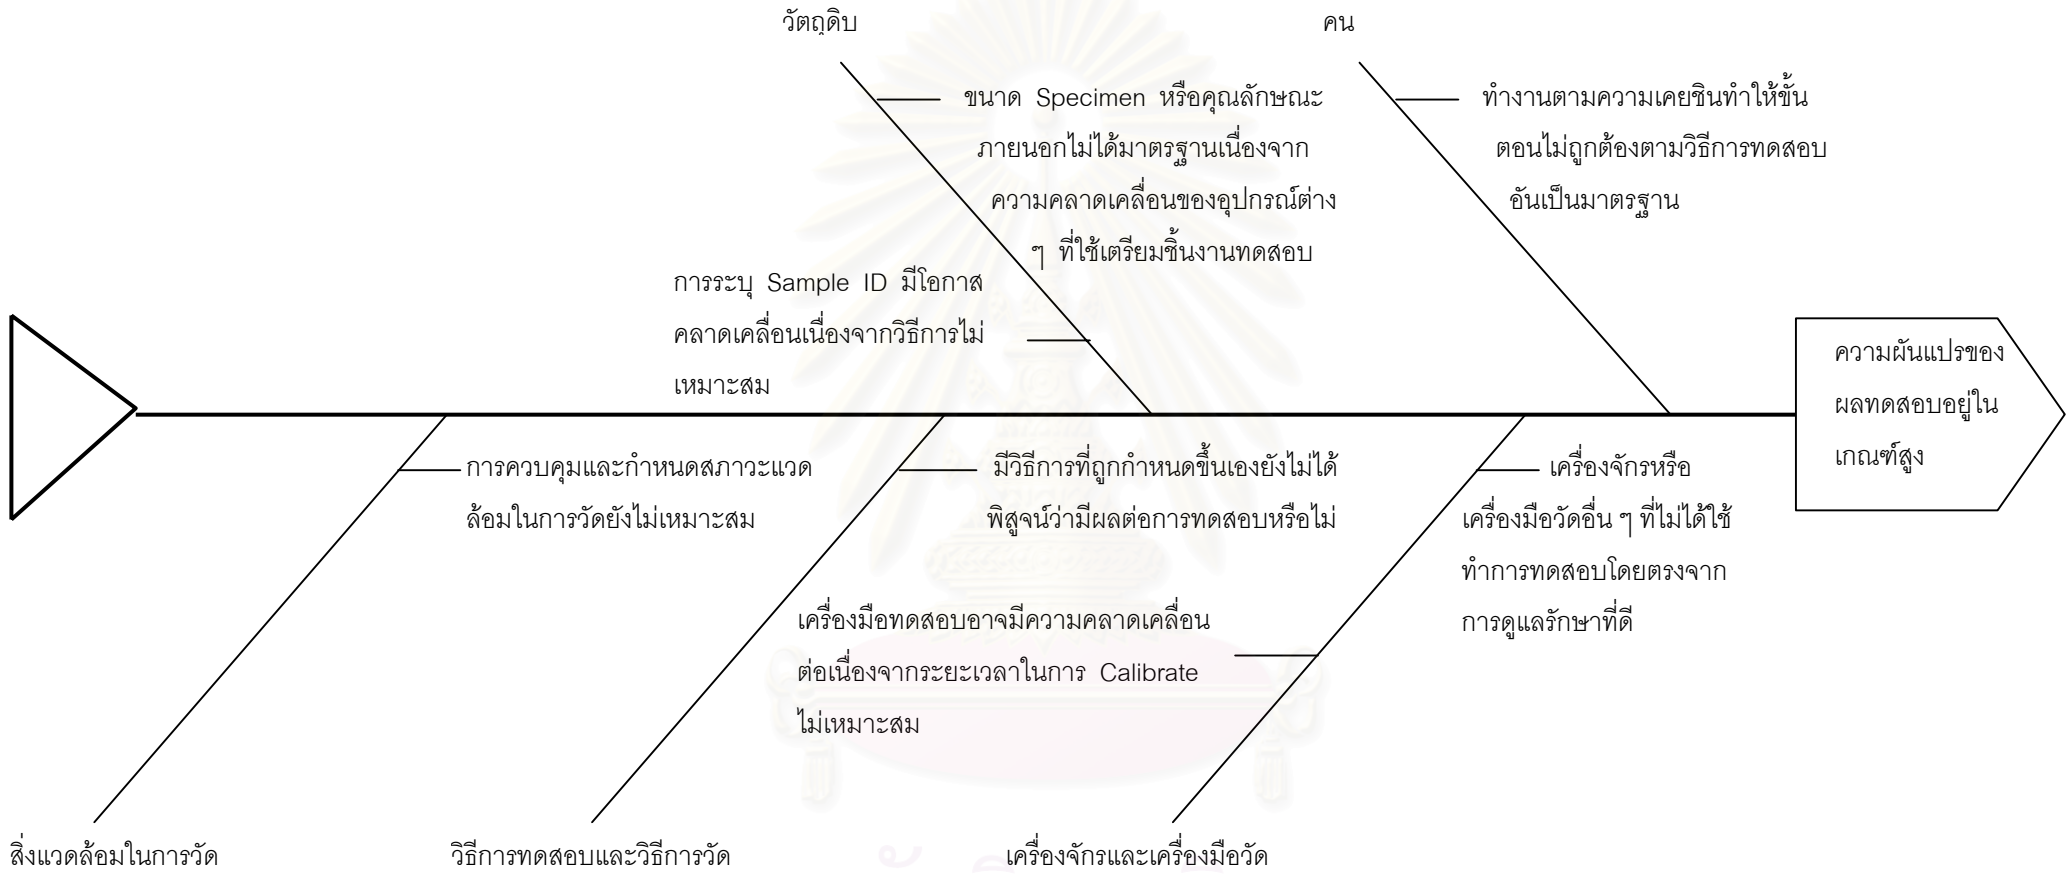 วัตถุดิบ
คน
ขนาด Specimen หรือคุณลักษณะ
ภายนอกไม่ได้มาตรฐานเนื่องจาก
ความคลาดเคลื่อนของอุปกรณ์ต่าง
ๆ ที่ใช้เตรียมชิ้นงานทดสอบ
ทำงานตามความเคยชินทำให้ขั้น
ตอนไม่ถูกต้องตามวิธีการทดสอบ
อันเป็นมาตรฐาน
การระบุ Sample ID มีโอกาส
คลาดเคลื่อนเนื่องจากวิธีการไม่
เหมาะสม
ความผันแปรของ
ผลทดสอบอยู่ใน
เกณฑ์สูง
การควบคุมและกำหนดสภาวะแวด
ล้อมในการวัดยังไม่เหมาะสม
มีวิธีการที่ถูกกำหนดขึ้นเองยังไม่ได้
พิสูจน์ว่ามีผลต่อการทดสอบหรือไม่
เครื่องจักรหรือ
เครื่องมือวัดอื่น ๆ ที่ไม่ได้ใช้
ทำการทดสอบโดยตรงจาก
การดูแลรักษาที่ดี
เครื่องมือทดสอบอาจมีความคลาดเคลื่อน
ต่อเนื่องจากระยะเวลาในการ Calibrate
ไม่เหมาะสม
สิ่งแวดล้อมในการวัด
วิธีการทดสอบและวิธีการวัด
เครื่องจักรและเครื่องมือวัด